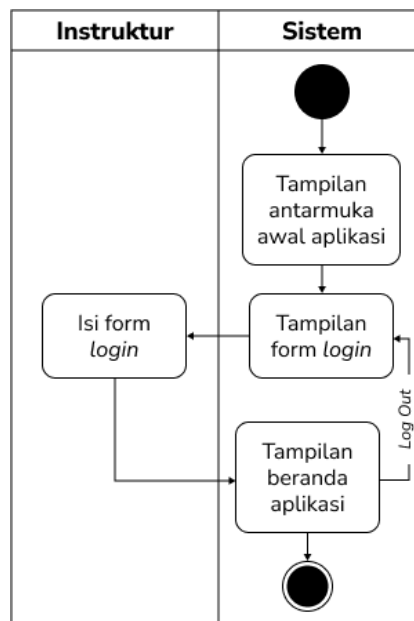 Instruktur
Sistem
Tampilan
antarmuka
awal aplikasi
Isi form
login
Tampilan
form login
Log Out
Tampilan
beranda
aplikasi